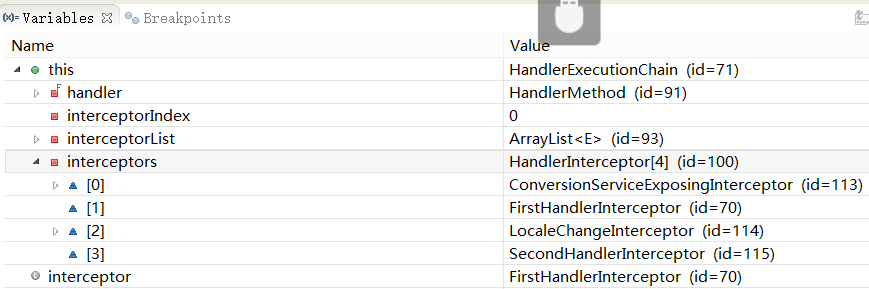 (x)= Variables Breakpoints
Name Value
this HandlerExecutionChain (id=71)
handler HandlerMethod (id=91)
interceptorIndex 0
interceptorList ArrayList<E> (id=93)
interceptors HandlerInterceptor[4] (id=100)
[0] ConversionServiceExposingInterceptor (id=113)
[1] FirstHandlerInterceptor (id=70)
[2] LocaleChangeInterceptor (id=114)
[3] SecondHandlerInterceptor (id=115)
interceptor FirstHandlerInterceptor (id=70)